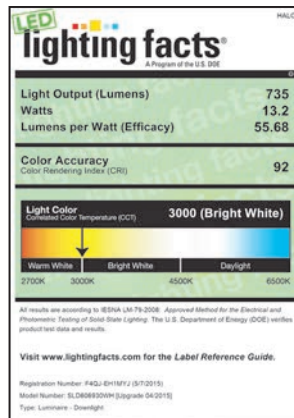 HALO
LED
lighting facts®
A Program of the U.S. DOE
Light Output (Lumens) 735
Watts 13.2
Lumens per Watt (Efficacy) 55.68
Color Accuracy
Color Rendering Index (CRI) 92
Light Color
Correlated Color Temperature (CCT) 3000 (Bright White)
Warm White Bright White Daylight
2700K 3000K 4500K 6500K
All results are according to IESNA LM-79-2008: Approved Method for the Electrical and
Photometric Testing of Solid-State Lighting. The U.S. Department of Energy (DOE) verifies
product test data and results.
Visit www.lightingfacts.com for the Label Reference Guide.
Registration Number: F4QJ-EH1MYJ (5/7/2015)
Model Number: SLD606930WH [Upgrade 04/2015]
Type: Luminaire - Downlight